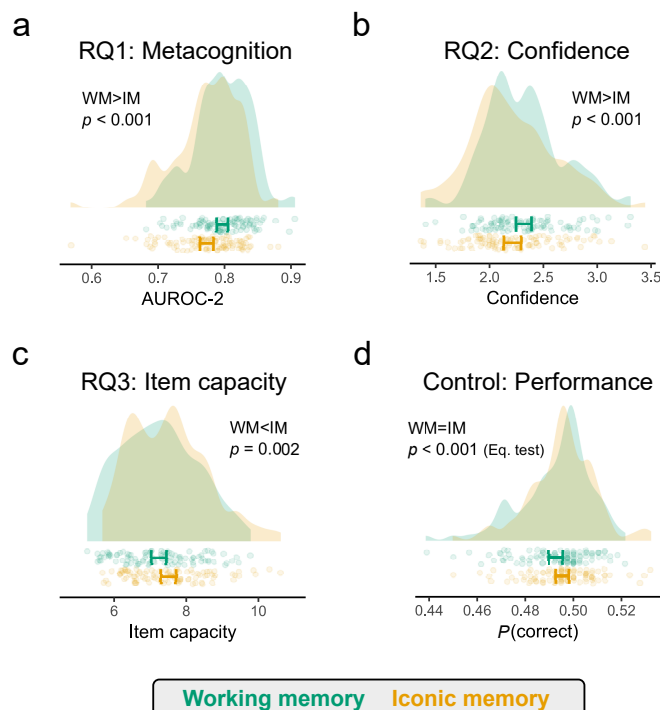 a
RQ1: Metacognition
WM>IM
p < 0.001
0.6 0.7 0.8 0.9
AUROC-2
b
RQ2: Confidence
WM>IM
p < 0.001
1.5 2.0 2.5 3.0 3.5
Confidence
c
RQ3: Item capacity
WM<IM
p = 0.002
6 8 10
Item capacity
d
Control: Performance
WM=IM
p < 0.001 (Eq. test)
0.44 0.46 0.48 0.50 0.52
P(correct)
Working memory Iconic memory